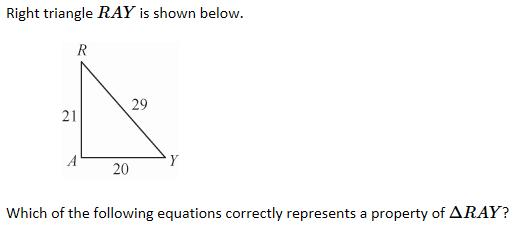 Right triangle RAY is shown below.
R
29
21
A
Y
20
Which of the following equations correctly represents a property of ΔRAY?